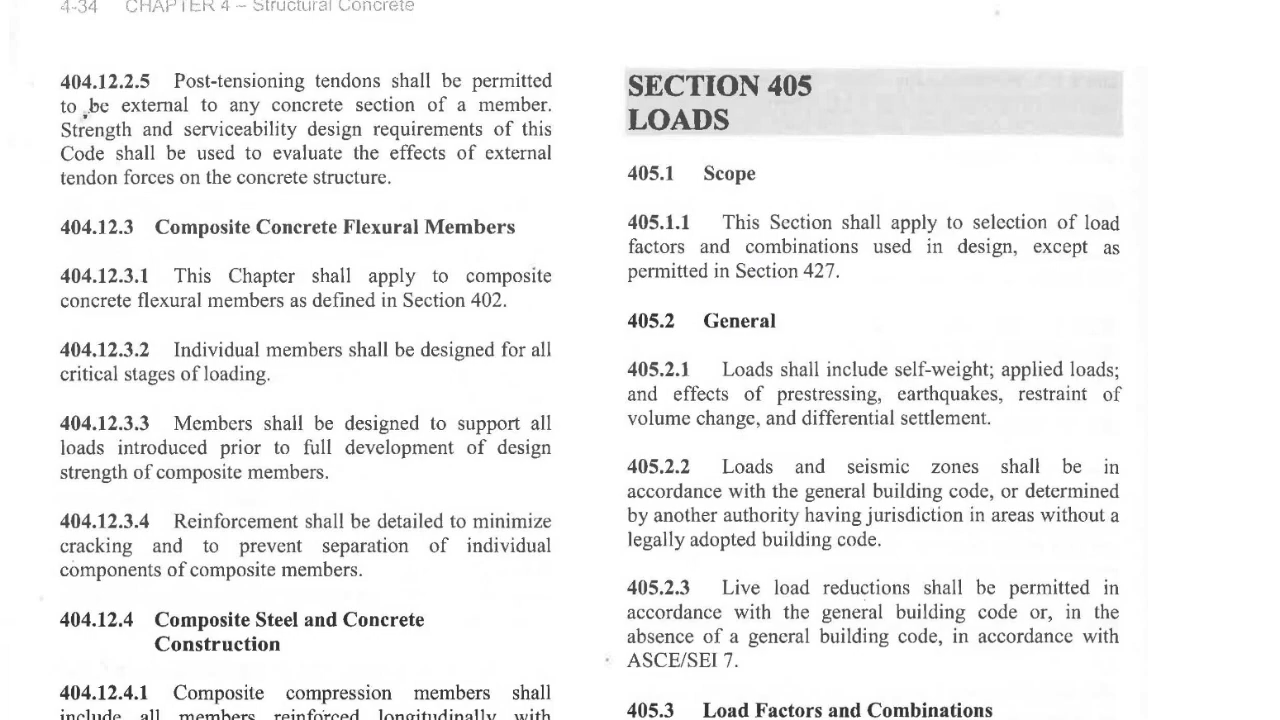 4-34 CHAPTER 4 – Structural Concrete
404.12.2.5 Post-tensioning tendons shall be permitted
to be external to any concrete section of a member.
Strength and serviceability design requirements of this
Code shall be used to evaluate the effects of external
tendon forces on the concrete structure.
404.12.3 Composite Concrete Flexural Members
404.12.3.1 This Chapter shall apply to composite
concrete flexural members as defined in Section 402.
404.12.3.2 Individual members shall be designed for all
critical stages of loading.
404.12.3.3 Members shall be designed to support all
loads introduced prior to full development of design
strength of composite members.
404.12.3.4 Reinforcement shall be detailed to minimize
cracking and to prevent separation of individual
components of composite members.
404.12.4 Composite Steel and Concrete
Construction
404.12.4.1 Composite compression members shall
include all members reinforced longitudinally with
SECTION 405
LOADS
405.1 Scope
405.1.1 This Section shall apply to selection of load
factors and combinations used in design, except as
permitted in Section 427.
405.2 General
405.2.1 Loads shall include self-weight; applied loads;
and effects of prestressing, earthquakes, restraint of
volume change, and differential settlement.
405.2.2 Loads and seismic zones shall be in
accordance with the general building code, or determined
by another authority having jurisdiction in areas without a
legally adopted building code.
405.2.3 Live load reductions shall be permitted in
accordance with the general building code or, in the
absence of a general building code, in accordance with
ASCE/SEI 7.
405.3 Load Factors and Combinations